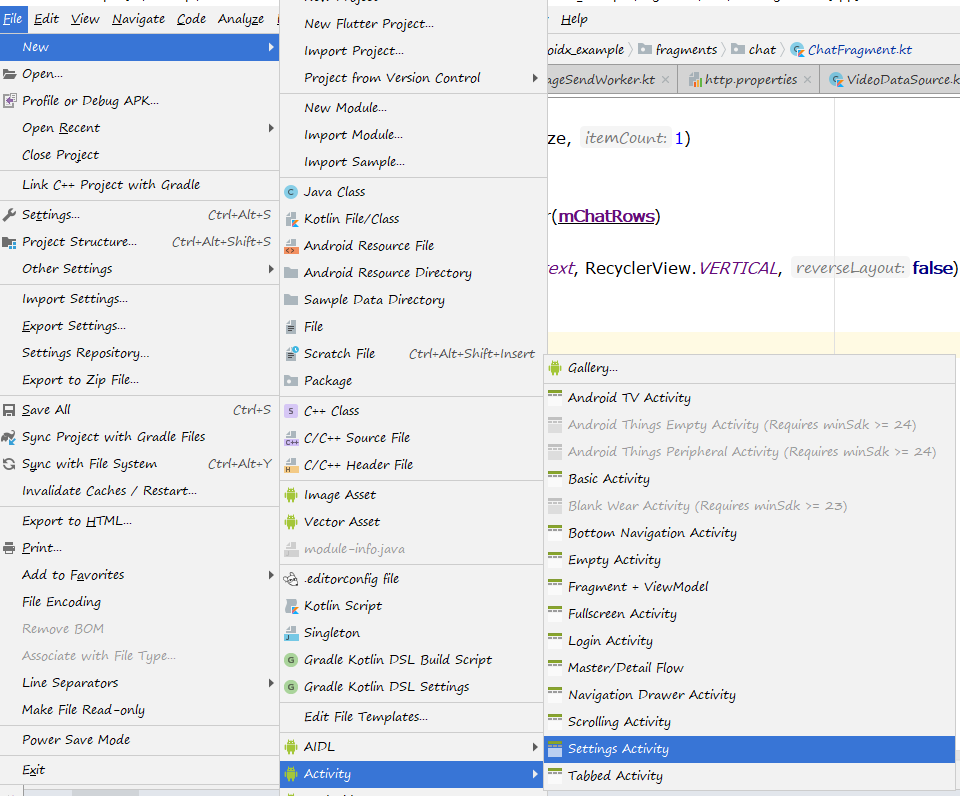 File Edit View Navigate Code Analyze
Help
New
Open...
Profile or Debug APK...
Open Recent
Close Project
Link C++ Project with Gradle
Settings... Ctrl+Alt+S
Project Structure... Ctrl+Alt+Shift+S
Other Settings
Import Settings...
Export Settings...
Settings Repository...
Export to Zip File...
Save All Ctrl+S
Sync Project with Gradle Files
Sync with File System Ctrl+Alt+Y
Invalidate Caches / Restart...
Export to HTML...
Print...
Add to Favorites
File Encoding
Remove BOM
Associate with File Type...
Line Separators
Make File Read-only
Power Save Mode
Exit
New Flutter Project...
Import Project...
Project from Version Control
New Module...
Import Module...
Import Sample...
Java Class
Kotlin File/Class
Android Resource File
Android Resource Directory
Sample Data Directory
File
Scratch File Ctrl+Alt+Shift+Insert
Package
C++ Class
C/C++ Source File
C/C++ Header File
Image Asset
Vector Asset
module-info.java
.editorconfig file
Kotlin Script
Singleton
Gradle Kotlin DSL Build Script
Gradle Kotlin DSL Settings
Edit File Templates...
AIDL
Activity
oidx_example fragments chat ChatFragment.kt
ageSendWorker.kt http.properties VideoDataSource.k
ze, itemCount: 1)
r(mChatRows)
text, RecyclerView.VERTICAL, reverseLayout: false)
Gallery...
Android TV Activity
Android Things Empty Activity (Requires minSdk >= 24)
Android Things Peripheral Activity (Requires minSdk >= 24)
Basic Activity
Blank Wear Activity (Requires minSdk >= 23)
Bottom Navigation Activity
Empty Activity
Fragment + ViewModel
Fullscreen Activity
Login Activity
Master/Detail Flow
Navigation Drawer Activity
Scrolling Activity
Settings Activity
Tabbed Activity